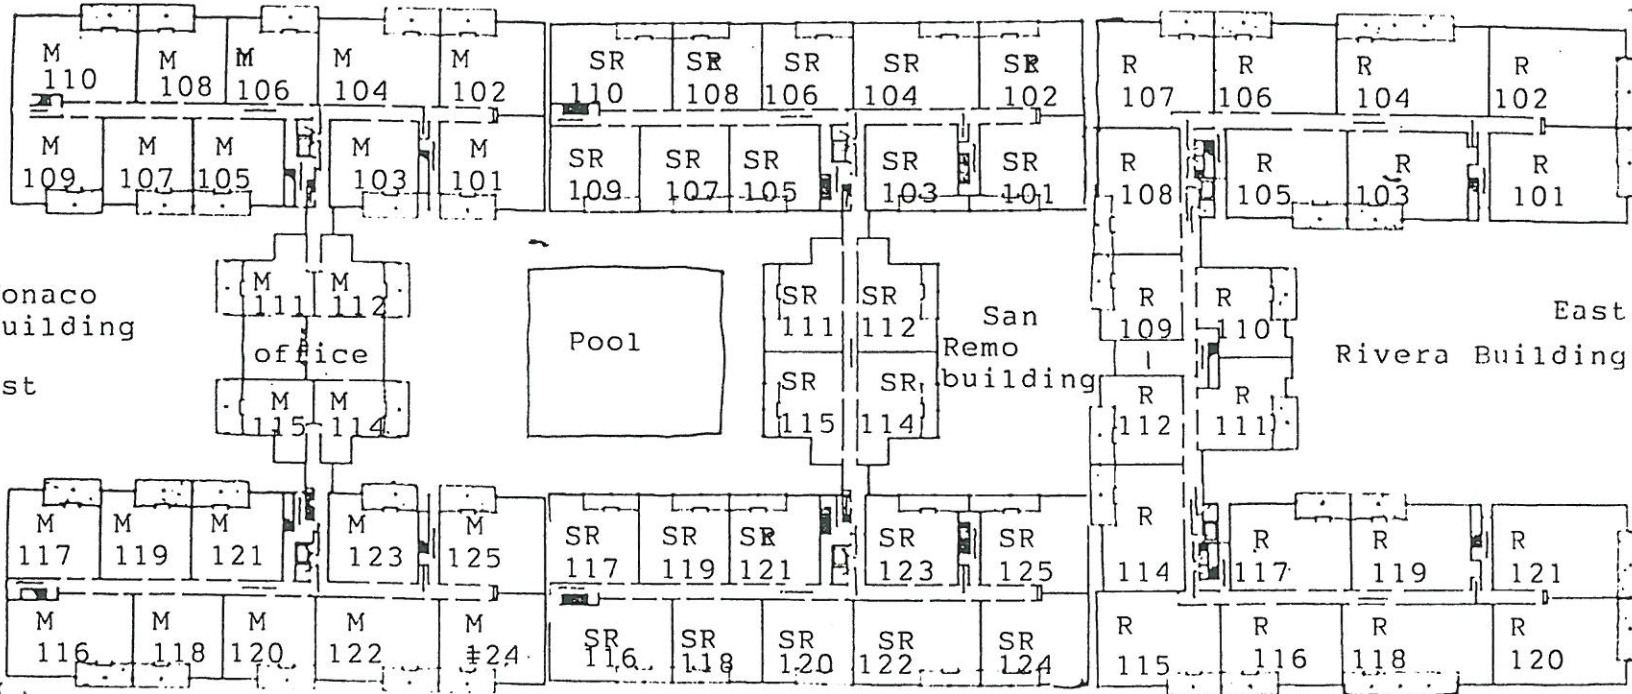 M 110
M 108
M 106
M 104
M 102
SR 110
SR 108
SR 106
SR 104
SR 102
R 107
R 106
R 104
R 102
M 109
M 107
M 105
M 103
M 101
SR 109
SR 107
SR 105
SR 103
SR 101
R 108
R 105
R 103
R 101
onaco
uilding
st
M 111
M 112
office
M 115
M 114
Pool
SR 111
SR 112
SR 115
SR 114
San
Remo
building
R 109
R 110
R 112
R 111
East
Rivera Building
M 117
M 119
M 121
M 123
M 125
SR 117
SR 119
SR 121
SR 123
SR 125
R 114
R 117
R 119
R 121
M 116
M 118
M 120
M 122
M 124
SR 116
SR 118
SR 120
SR 122
SR 124
R 115
R 116
R 118
R 120